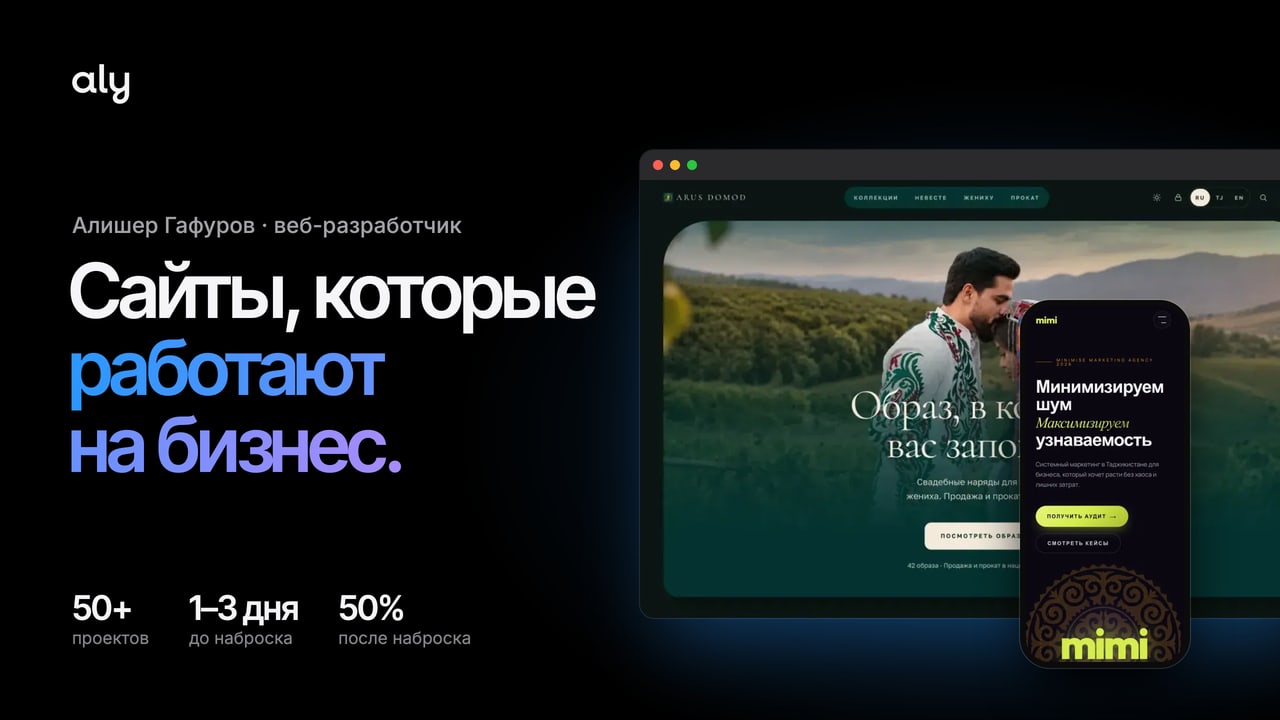 aly
Алишер Гафуров · веб-разработчик
Сайты, которые
работают
на бизнес.
50+
проектов
1–3 дня
до наброска
50%
после наброска
ARUS DOMOD
КОЛЛЕКЦИИ НЕВЕСТЕ ЖЕНИХУ ПРОКАТ
RU TJ EN
Образ, в ко
вас запо
Свадебные наряды для
жениха. Продажа и прокат
ПОСМОТРЕТЬ ОБРАЗ
42 образа · Продажа и прокат в наш
mimi
MINIMISE MARKETING AGENCY
2026
Минимизируем
шум
Максимизируем
узнаваемость
Системный маркетинг в Таджикистане для
бизнеса, который хочет расти без хаоса и
лишних затрат.
ПОЛУЧИТЬ АУДИТ →
СМОТРЕТЬ КЕЙСЫ
mimi